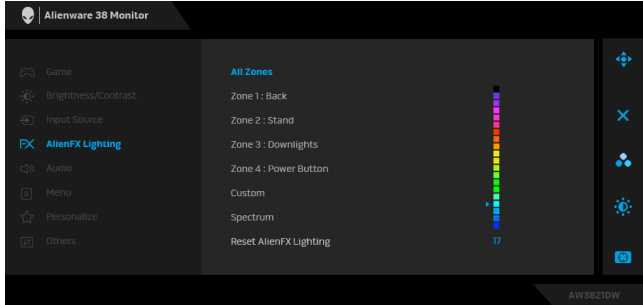 Alienware 38 Monitor
Game
Brightness/Contrast
Input Source
AlienFX Lighting
Audio
Menu
Personalize
Others
All Zones
Zone 1 : Back
Zone 2 : Stand
Zone 3 : Downlights
Zone 4 : Power Button
Custom
Spectrum
Reset AlienFX Lighting
17
AW3821DW